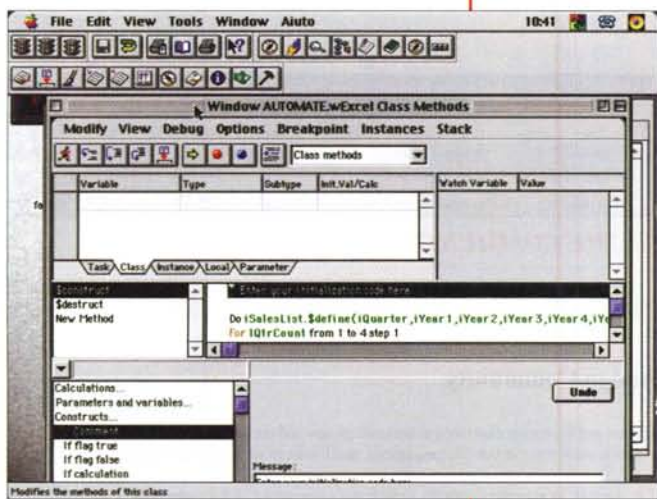 File Edit View Tools Window Aiuto 10:41
Window AUTOMATE.wExcel Class Methods
Modify View Debug Options Breakpoint Instances Stack
Class methods
Variable Type Subtype Init.Val/Calc Watch Variable Value
fo
Task Class Instance Local Parameter
$construct
$destruct
New Method
Enter your initialization code here
Do iSalesList.$define(iQuarter,iYear1,iYear2,iYear3,iYear4,iYe
For lQtrCount from 1 to 4 step 1
Calculations...
Parameters and variables...
Constructs...
Comment
If flag true
If flag false
If calculation
Undo
Message:
Enter your initialization code here
Modifies the methods of this class